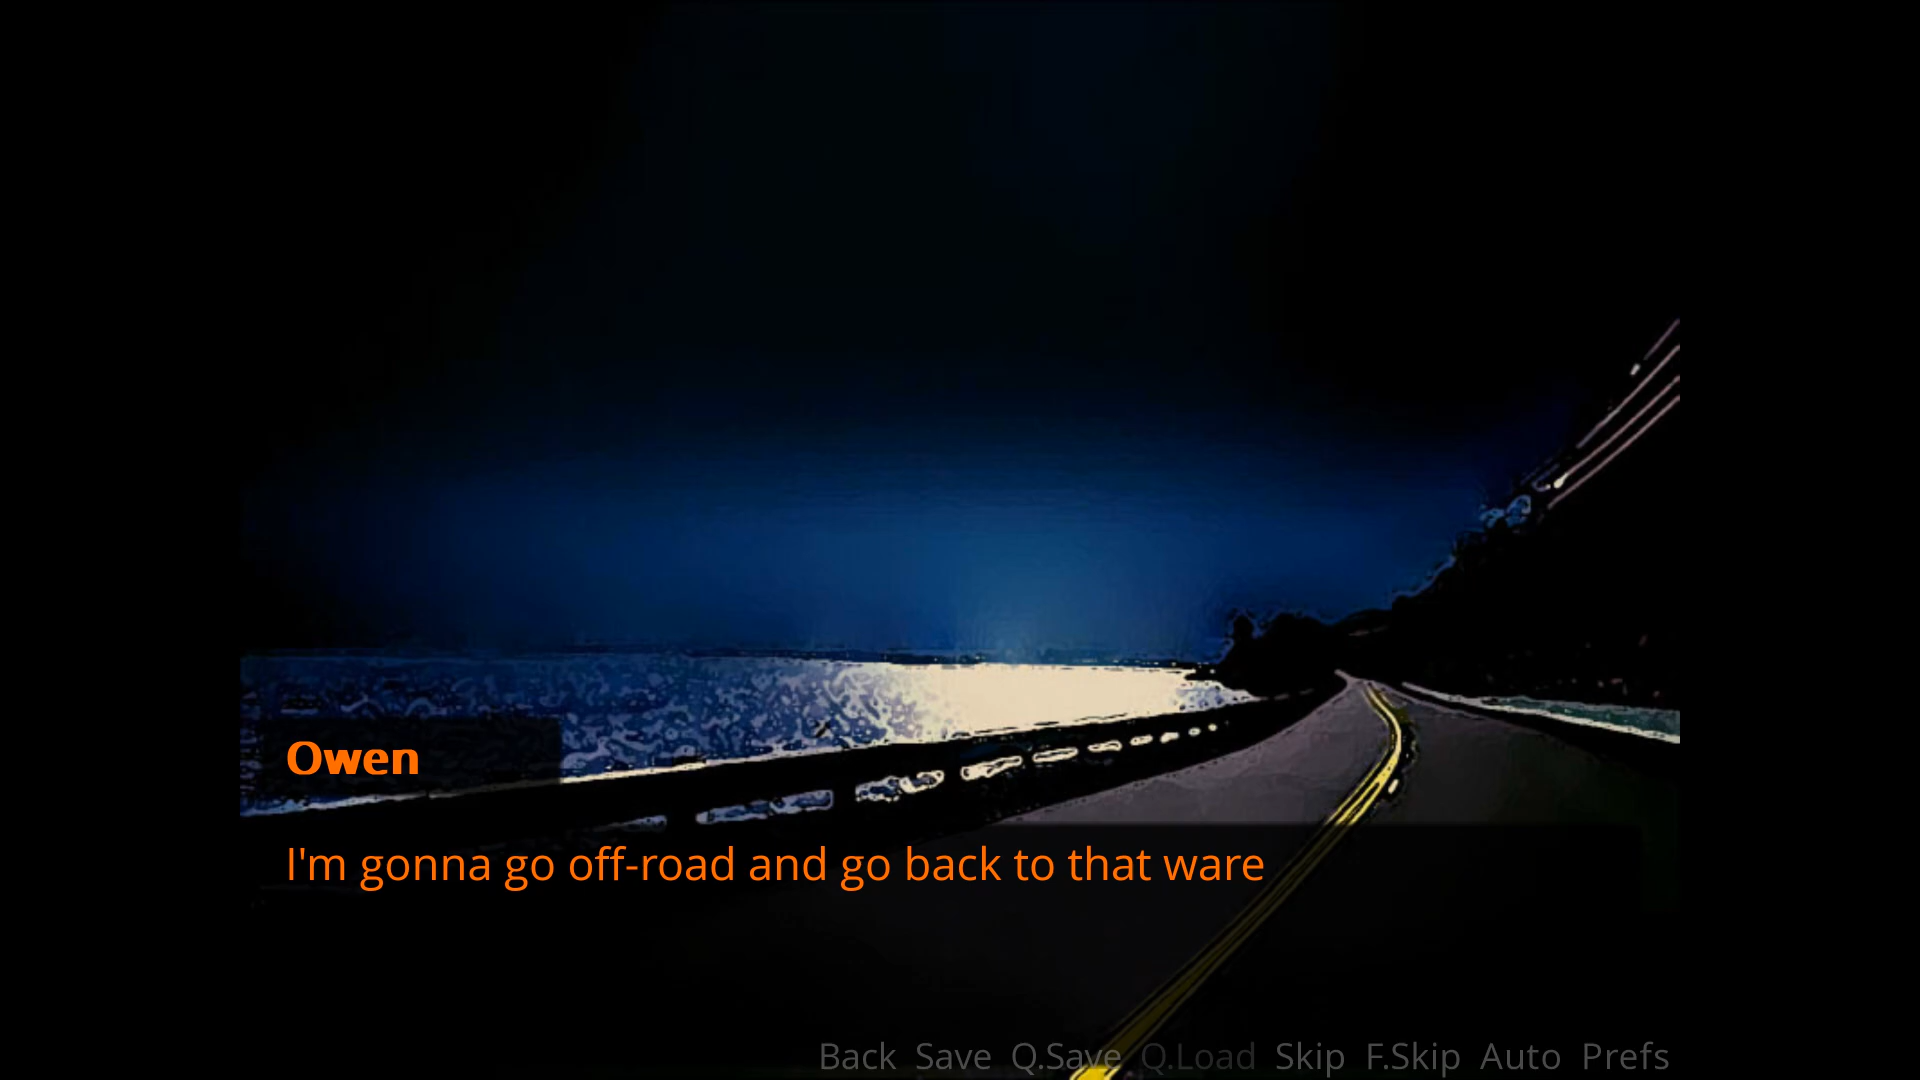 Owen
I'm gonna go off-road and go back to that ware
Back Save Q.Save Q.Load Skip F.Skip Auto Prefs